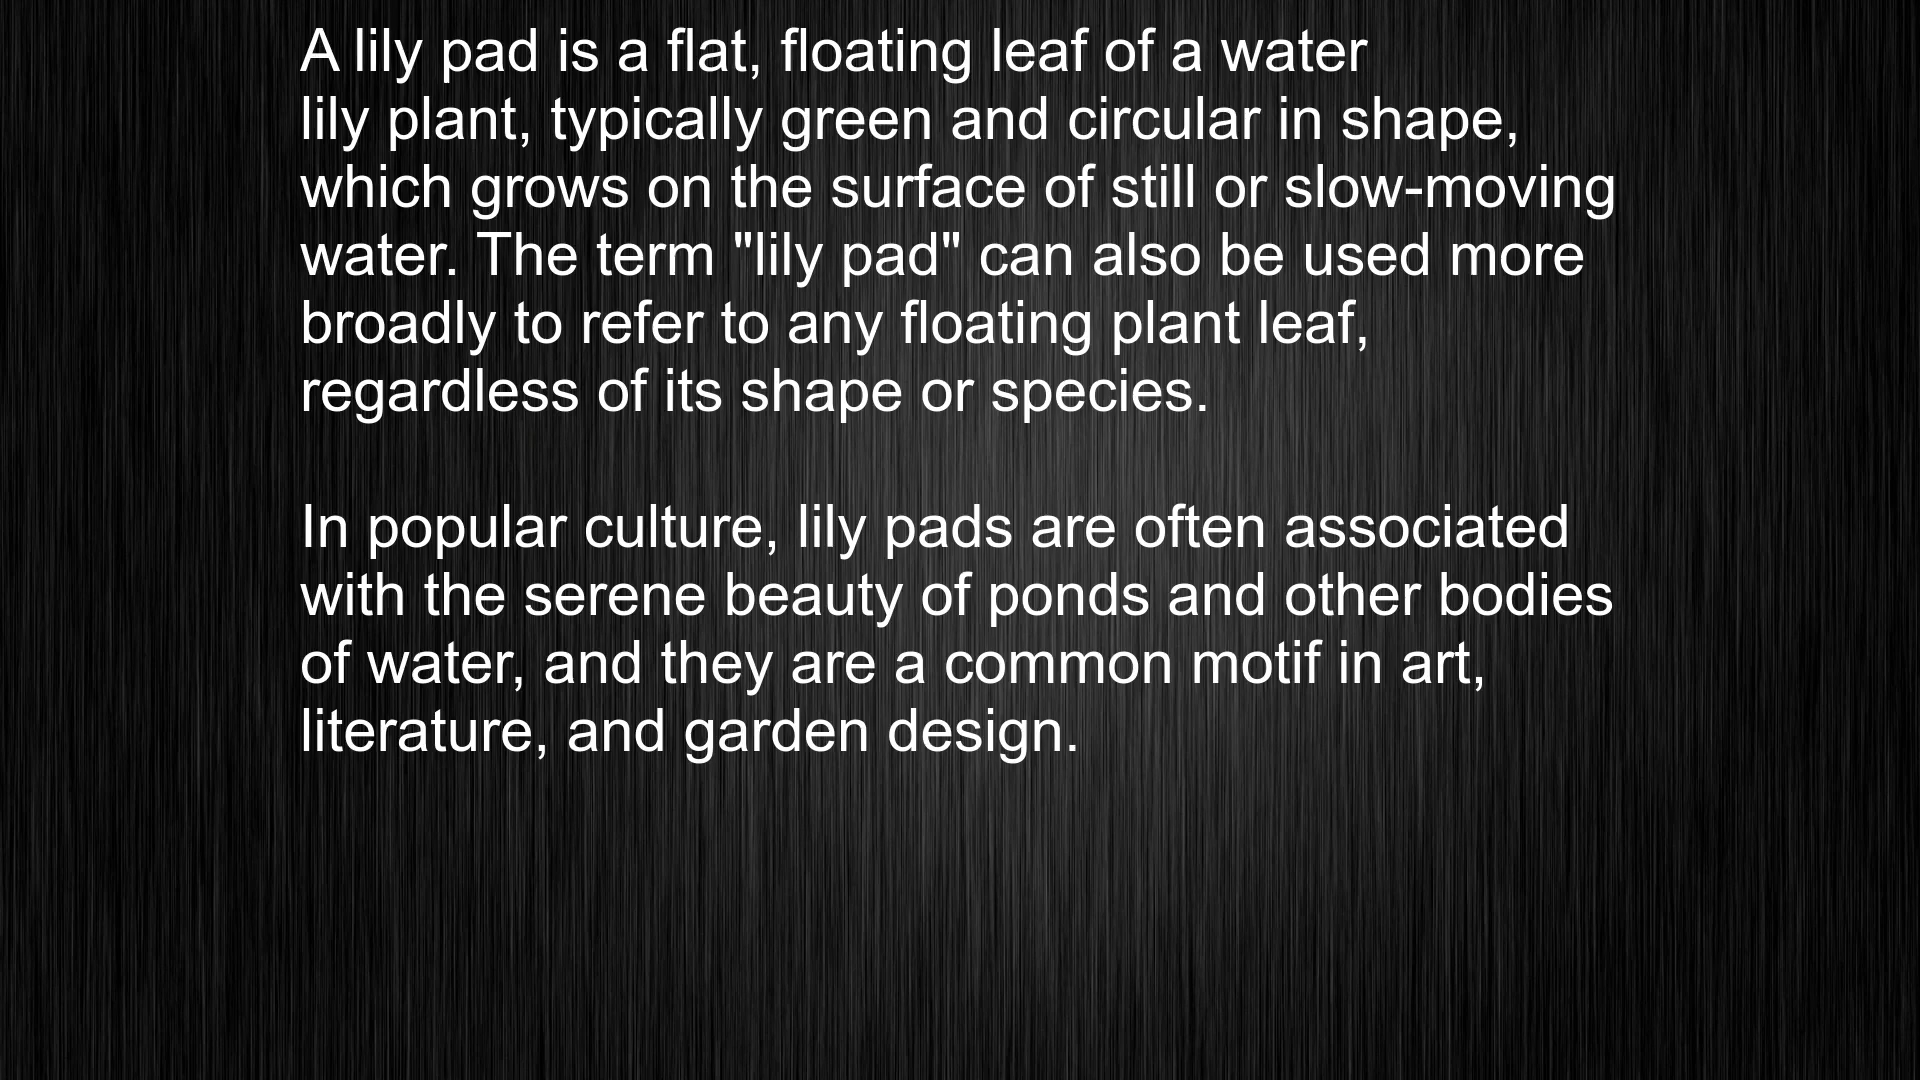 A lily pad is a flat, floating leaf of a water
lily plant, typically green and circular in shape,
which grows on the surface of still or slow-moving
water. The term "lily pad" can also be used more
broadly to refer to any floating plant leaf,
regardless of its shape or species.

In popular culture, lily pads are often associated
with the serene beauty of ponds and other bodies
of water, and they are a common motif in art,
literature, and garden design.